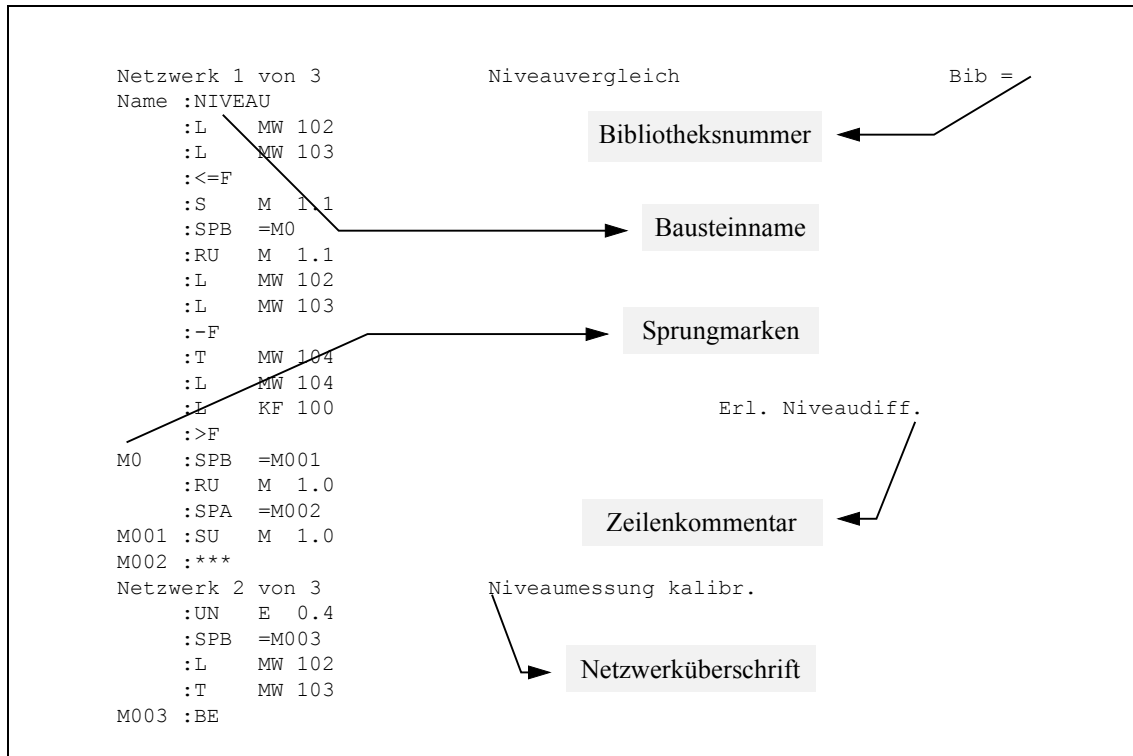 Netzwerk 1 von 3 Niveauvergleich Bib =
Name :NIVEAU
:L MW 102
Bibliotheksnummer
:L MW 103
:<=F
:S M 1.1
:SPB =M0
Bausteinname
:RU M 1.1
:L MW 102
:L MW 103
:-F
Sprungmarken
:T MW 104
:L MW 104
:L KF 100 Erl. Niveaudiff.
:>F
M0 :SPB =M001
:RU M 1.0
:SPA =M002
Zeilenkommentar
M001 :SU M 1.0
M002 :***
Netzwerk 2 von 3 Niveaumessung kalibr.
:UN E 0.4
:SPB =M003
:L MW 102
Netzwerküberschrift
:T MW 103
M003 :BE